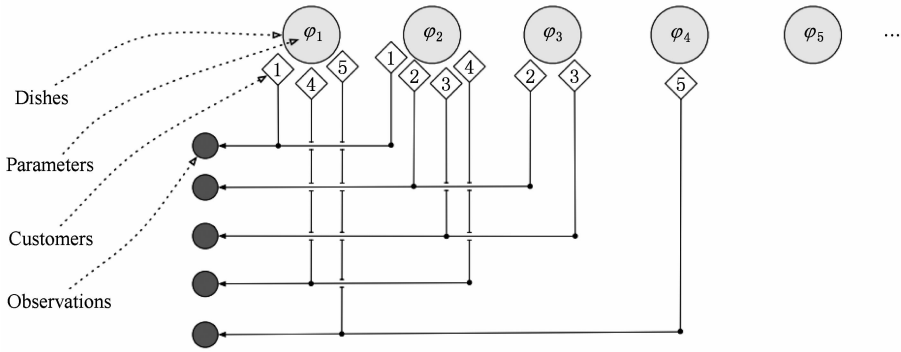 φ1 φ2 φ3 φ4 φ5 ...
1 4 5 1 2 3 4 2 3 5
Dishes
Parameters
Customers
Observations